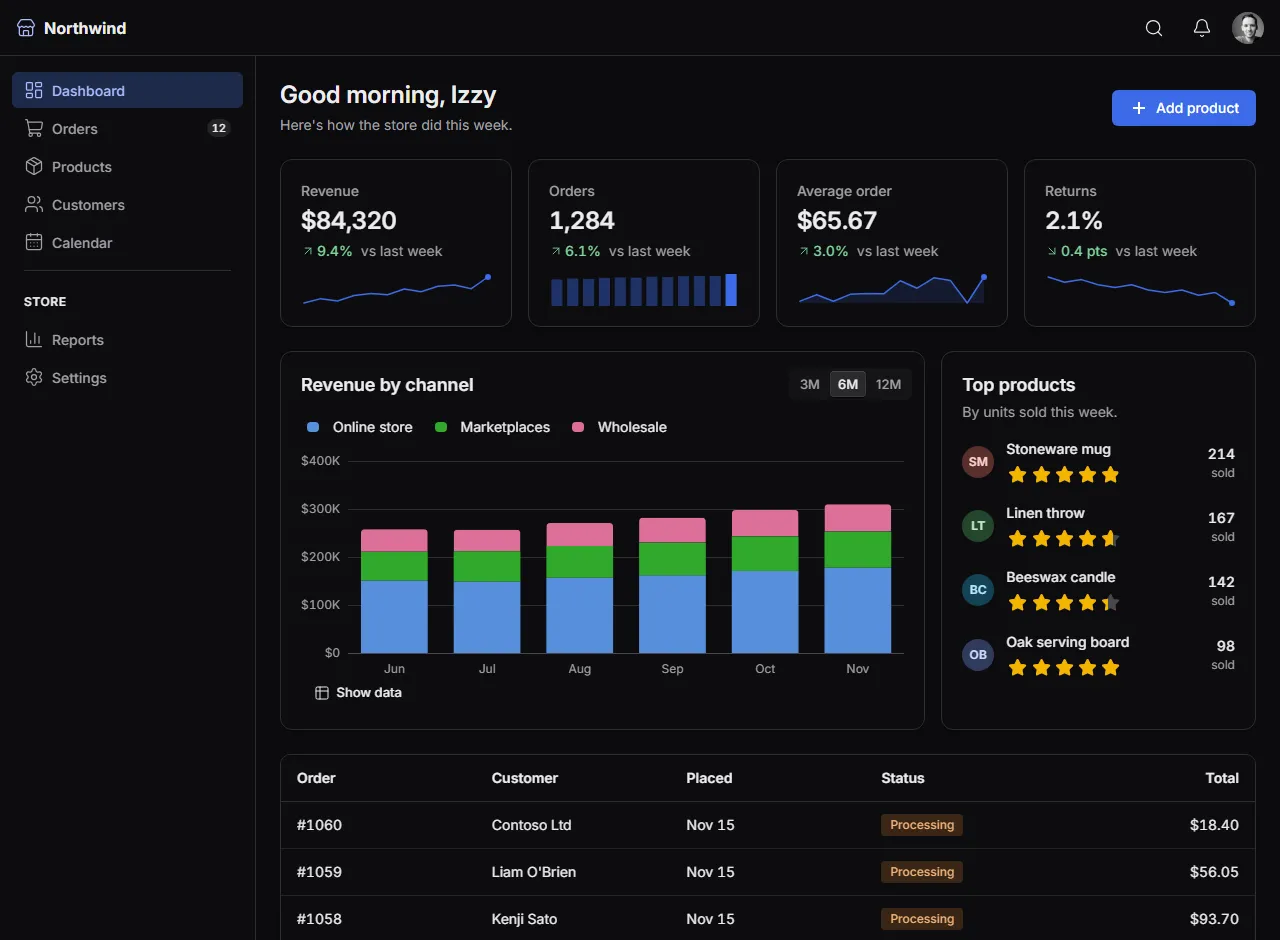 Northwind
Dashboard
Orders 12
Products
Customers
Calendar
STORE
Reports
Settings
Good morning, Izzy
Here's how the store did this week.
Add product
Revenue
$84,320
9.4% vs last week
Orders
1,284
6.1% vs last week
Average order
$65.67
3.0% vs last week
Returns
2.1%
0.4 pts vs last week
Revenue by channel
3M 6M 12M
Online store Marketplaces Wholesale
$400K
$300K
$200K
$100K
$0
Jun Jul Aug Sep Oct Nov
Show data
Top products
By units sold this week.
SM Stoneware mug 214 sold
LT Linen throw 167 sold
BC Beeswax candle 142 sold
OB Oak serving board 98 sold
Order Customer Placed Status Total
#1060 Contoso Ltd Nov 15 Processing $18.40
#1059 Liam O'Brien Nov 15 Processing $56.05
#1058 Kenji Sato Nov 15 Processing $93.70